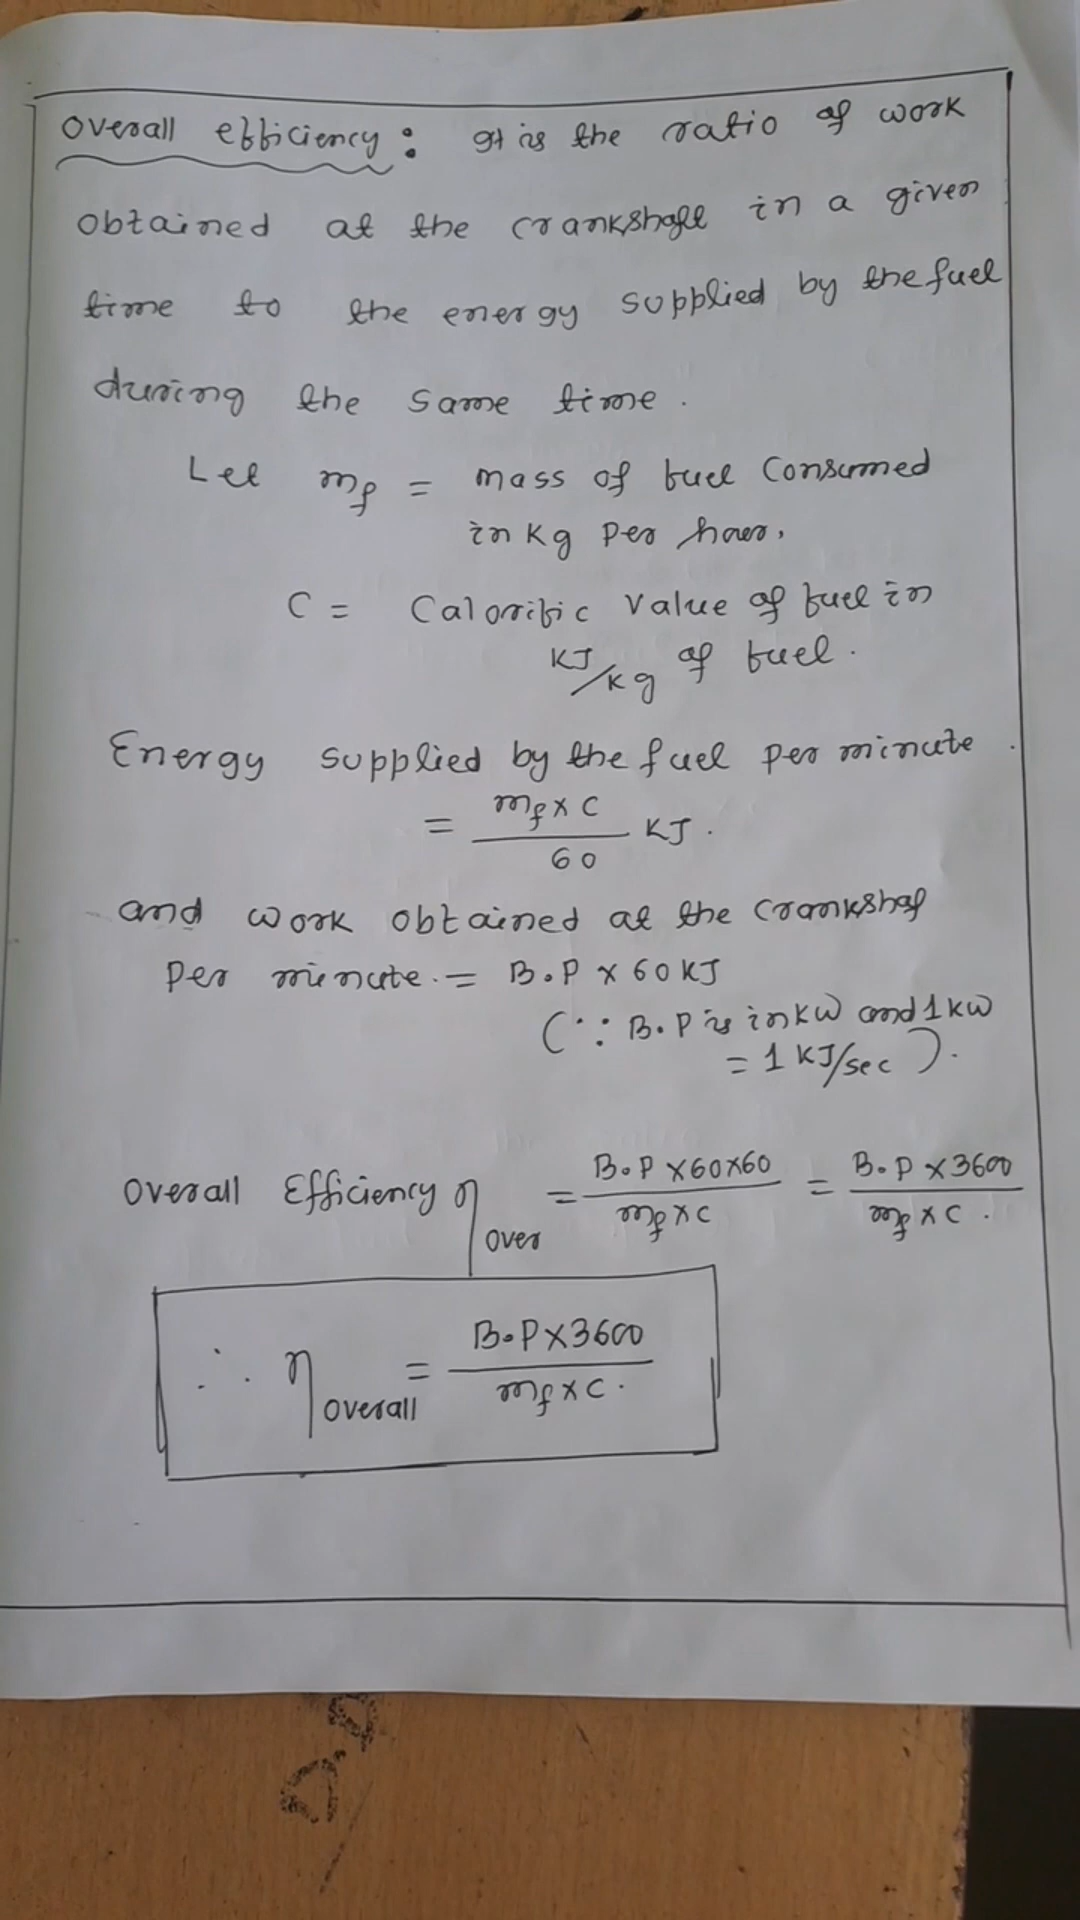 Overall efficiency: It is the ratio of work
obtained at the crankshaft in a given
time to the energy supplied by the fuel
during the same time.
Let mf = mass of fuel consumed
in kg per hour.
C = Calorific value of fuel in
KJ/kg of fuel.
Energy supplied by the fuel per minute
= mf × C / 60 KJ.
and work obtained at the crankshaf
per minute. = B.P × 60 KJ
(∵ B.P is in kW and 1 kW
= 1 KJ/sec).
Overall Efficiency η over = B.P × 60 × 60 / mf × C = B.P × 3600 / mf × C.
∴ η overall = B.P × 3600 / mf × C.